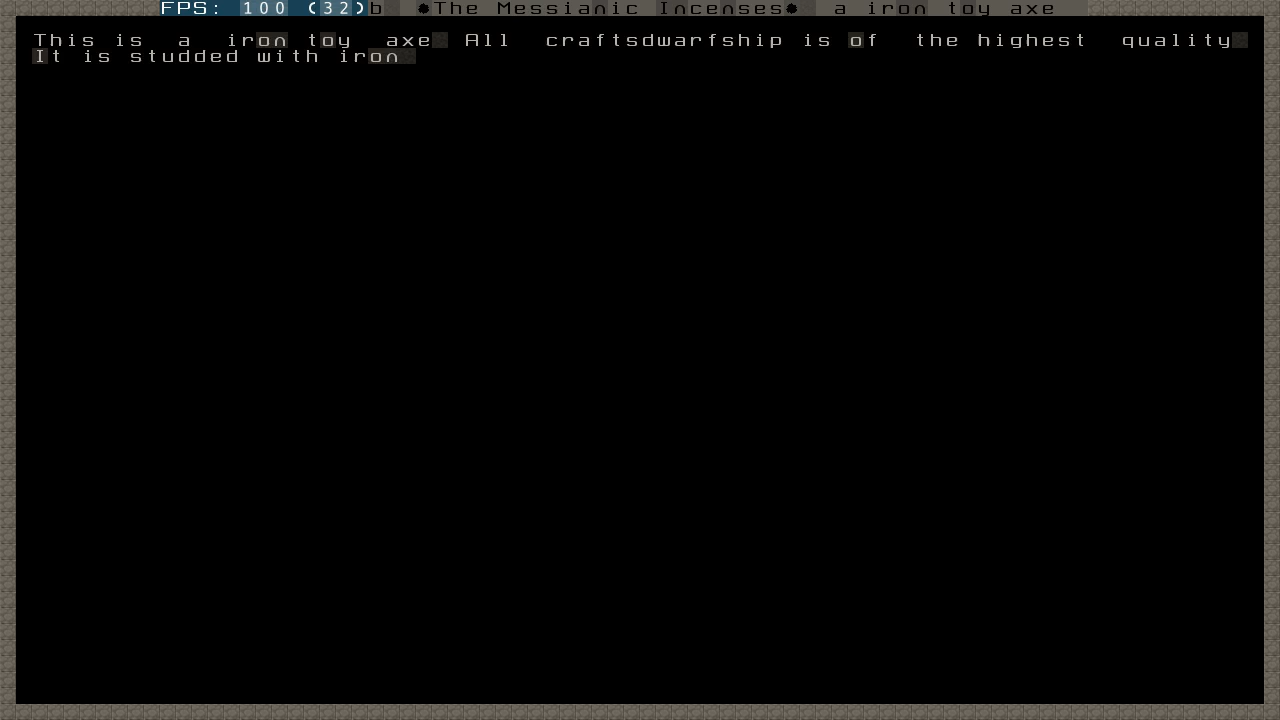 FPS: 100 (32)b ✹The Messianic Incenses✹ a iron toy axe
This is a iron toy axe All craftsdwarfship is of the highest quality
It is studded with iron